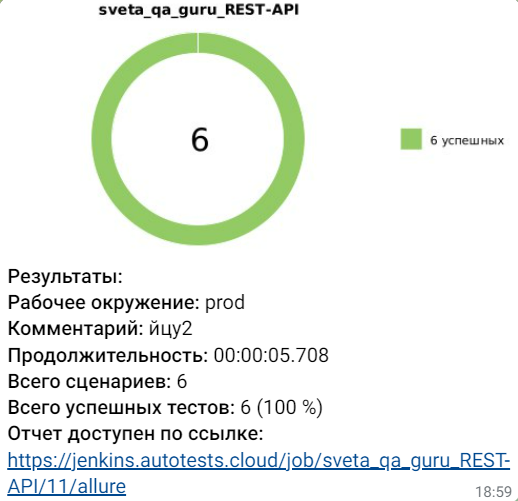 sveta_qa_guru_REST-API
6
6 успешных
Результаты:
Рабочее окружение: prod
Комментарий: йцу2
Продолжительность: 00:00:05.708
Всего сценариев: 6
Всего успешных тестов: 6 (100 %)
Отчет доступен по ссылке:
https://jenkins.autotests.cloud/job/sveta_qa_guru_REST-
API/11/allure
18:59